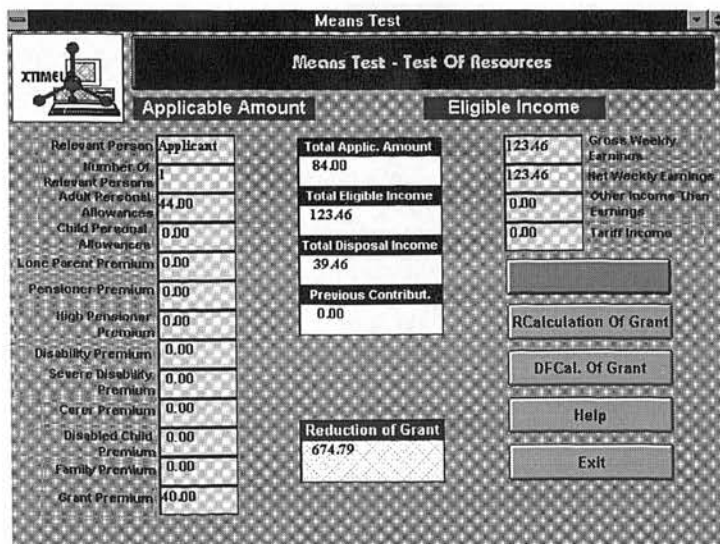 Means Test
XTIMEL
Means Test - Test Of Resources
Applicable Amount
Eligible Income
Relevant Person Applicant
Number Of
Relevant Persons 1
Adult Personal
Allowances 44.00
Child Personal
Allowances 0.00
Lone Parent Premium 0.00
Pensioner Premium 0.00
High Pensioner
Premium 0.00
Disability Premium 0.00
Severe Disability
Premium 0.00
Carer Premium 0.00
Disabled Child
Premium 0.00
Family Premium 0.00
Grant Premium 40.00
Total Applic. Amount
84.00
Total Eligible Income
123.46
Total Disposal Income
39.46
Previous Contribut.
0.00
Reduction of Grant
674.79
123.46 Gross Weekly
Earnings
123.46 Net Weekly Earnings
0.00 Other Income Than
Earnings
0.00 Tariff Income
RCalculation Of Grant
DFCal. Of Grant
Help
Exit